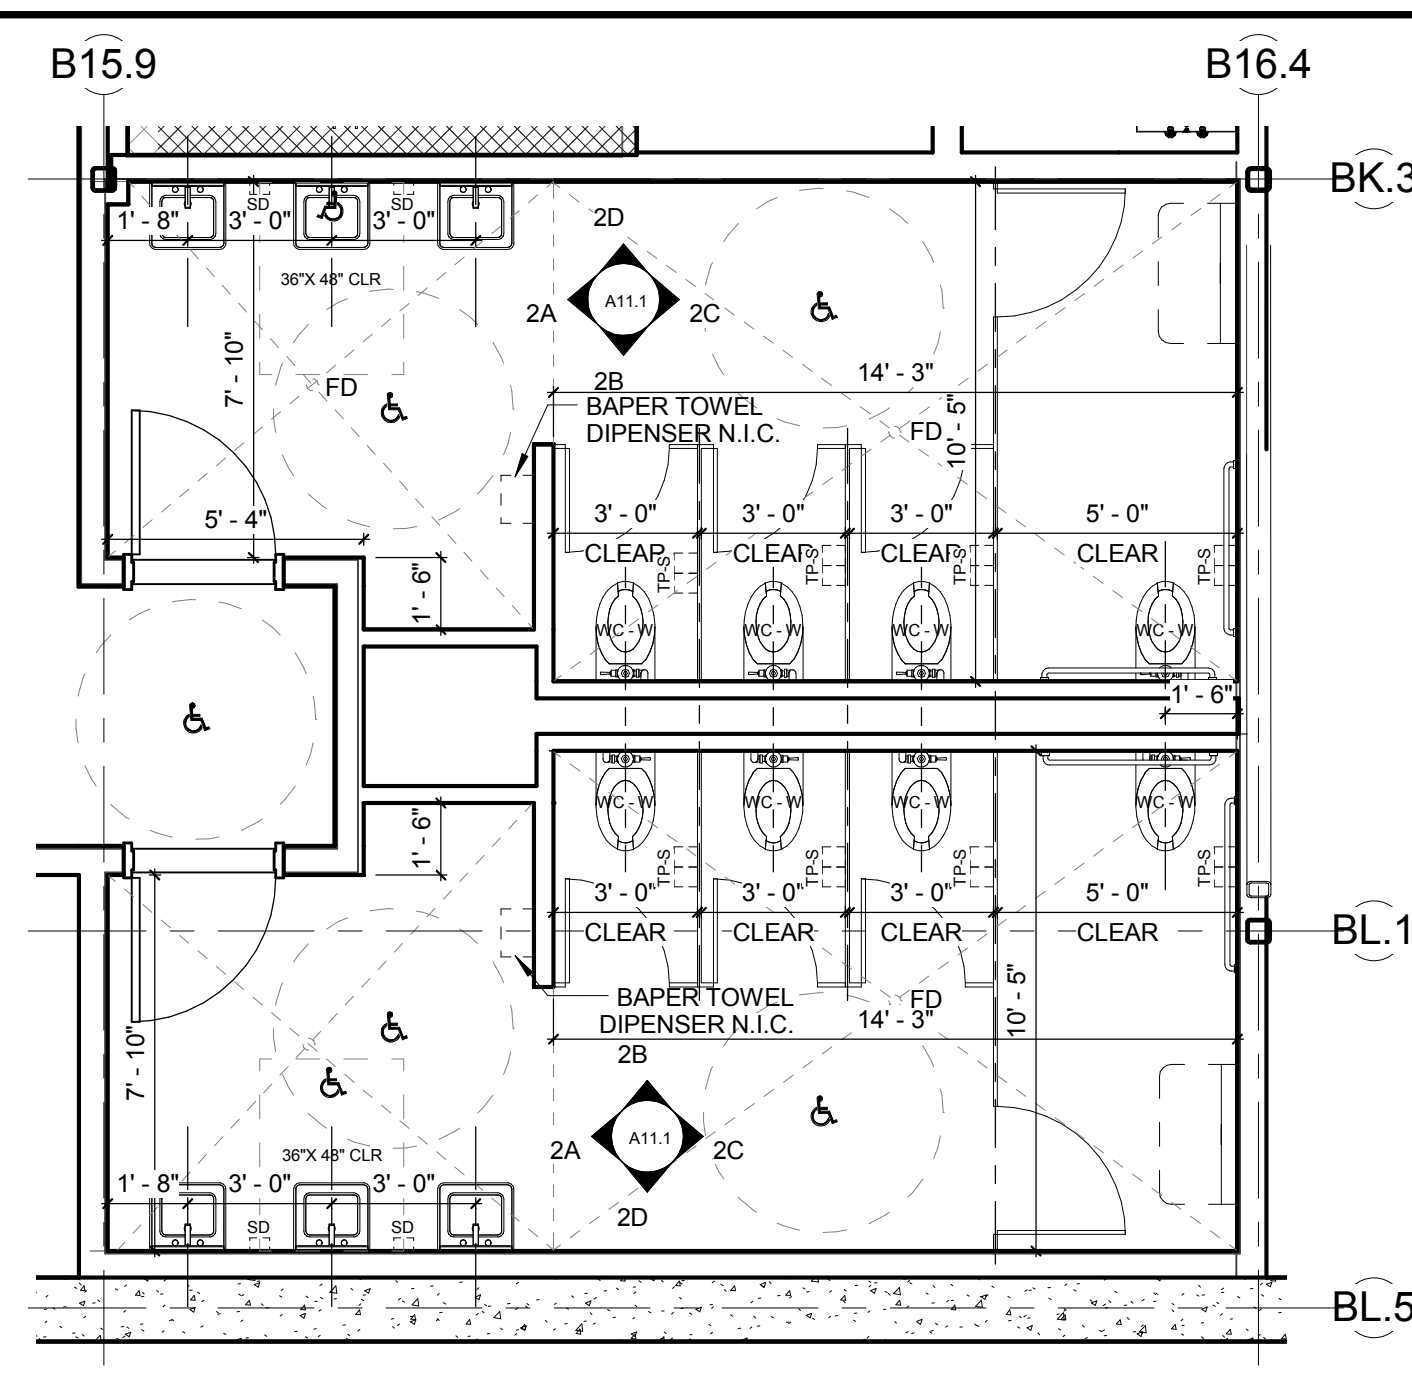 B15.9
B16.4
BK.3
SD
SD
1' - 8"
3' - 0"
3' - 0"
2D
36"X 48" CLR
A11.1
2A
2C
7' - 10"
14' - 3"
FD
2B
BAPER TOWEL
DIPENSER N.I.C.
FD
10' - 5"
5' - 4"
3' - 0"
3' - 0"
3' - 0"
5' - 0"
CLEAR
CLEAR
CLEAR
CLEAR
TP-S
TP-S
TP-S
TP-S
1' - 6"
WC - W
WC - W
WC - W
WC - W
1' - 6"
WC - W
WC - W
WC - W
WC - W
1' - 6"
TP-S
TP-S
TP-S
TP-S
3' - 0"
3' - 0"
3' - 0"
5' - 0"
CLEAR
CLEAR
CLEAR
CLEAR
BL.1
BAPER TOWEL
DIPENSER N.I.C.
FD
14' - 3"
10' - 5"
7' - 10"
2B
A11.1
2A
2C
36"X 48" CLR
1' - 8"
3' - 0"
3' - 0"
2D
SD
SD
BL.5